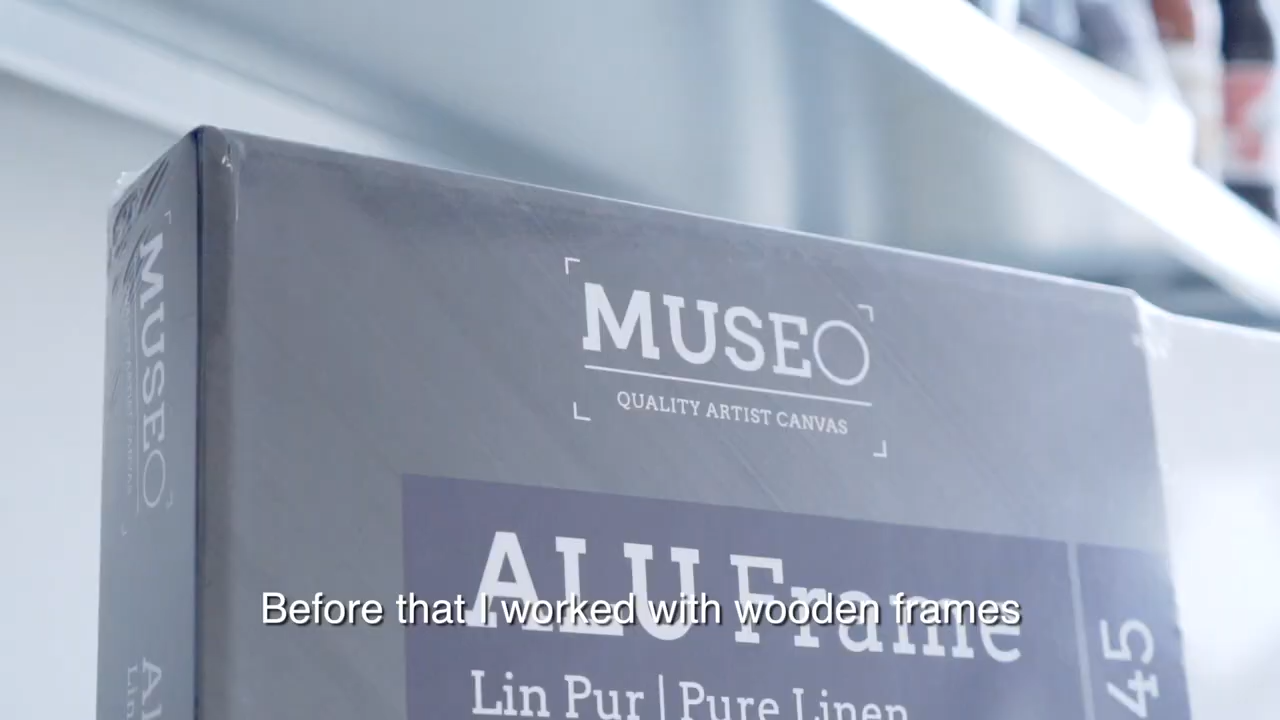 MUSEO
QUALITY ARTIST CANVAS
ALU Frame
Lin Pur | Pure Linen
45
MUSEO
Before that I worked with wooden frames